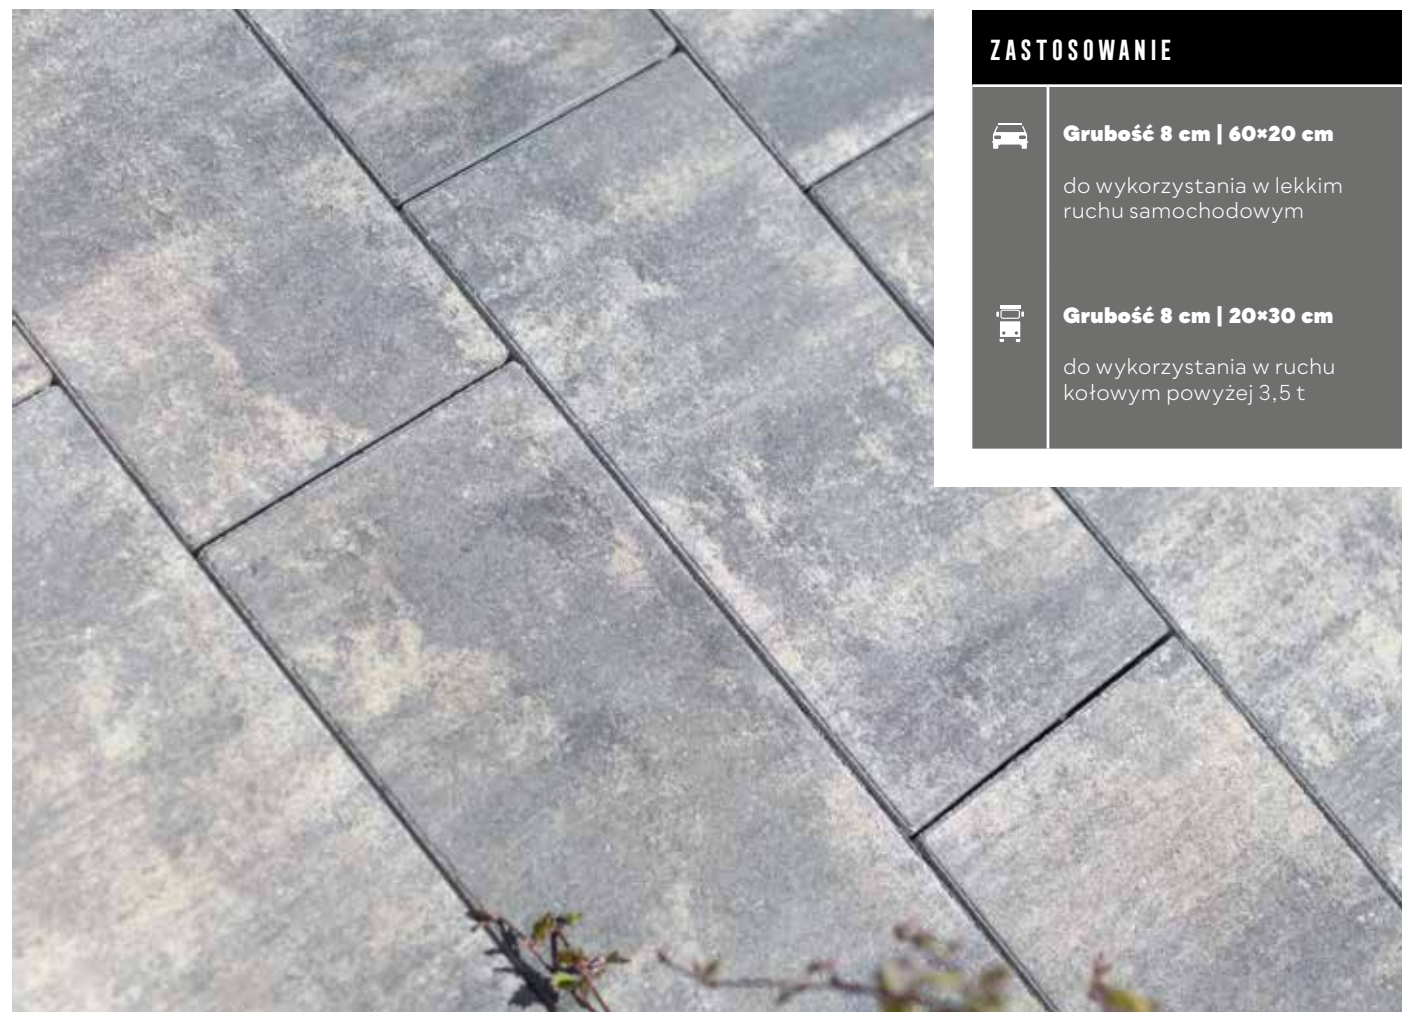 ZASTOSOWANIE
Grubość 8 cm | 60×20 cm
do wykorzystania w lekkim
ruchu samochodowym
Grubość 8 cm | 20×30 cm
do wykorzystania w ruchu
kołowym powyżej 3,5 t